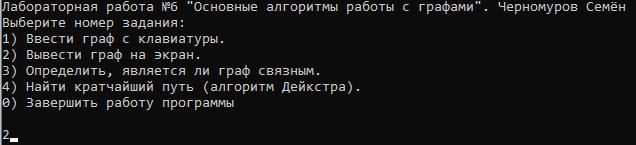 Лабораторная работа №6 "Основные алгоритмы работы с графами". Черномуров Семён
Выберите номер задания:
1) Ввести граф с клавиатуры.
2) Вывести граф на экран.
3) Определить, является ли граф связным.
4) Найти кратчайший путь (алгоритм Дейкстра).
0) Завершить работу программы
2